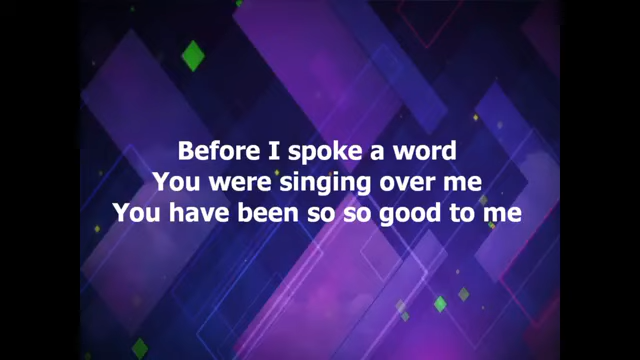 Before I spoke a word
You were singing over me
You have been so so good to me